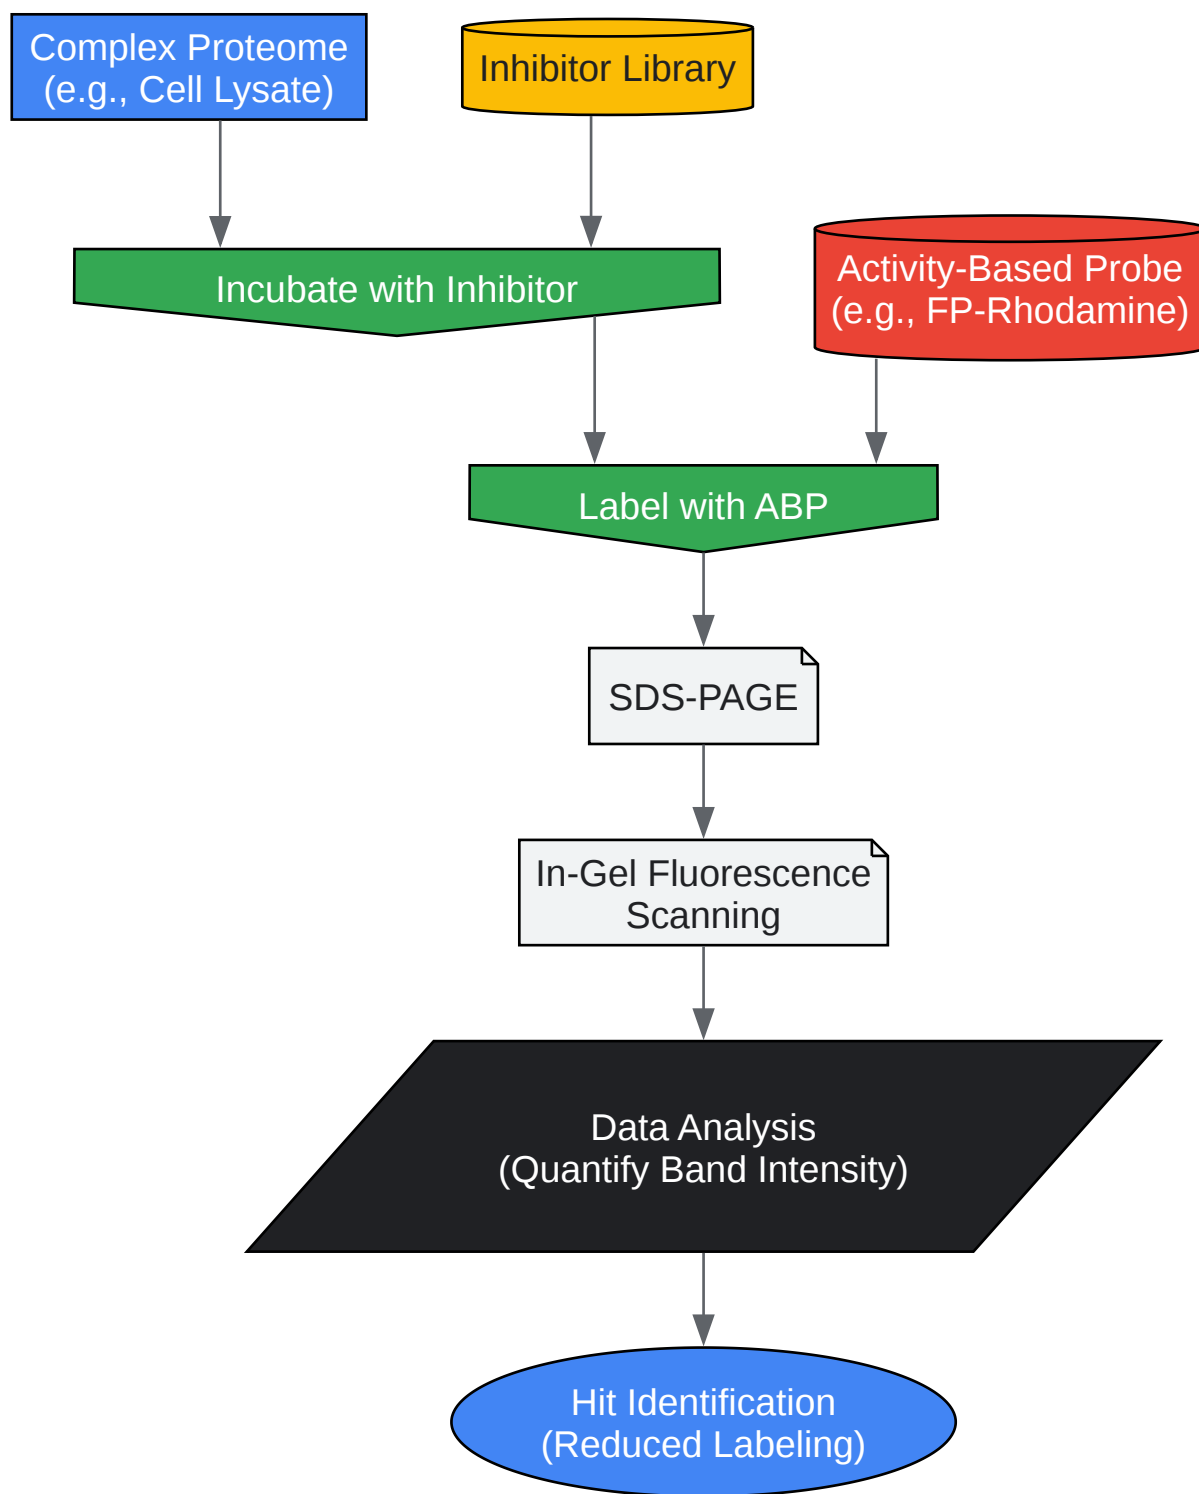 Complex Proteome
(e.g., Cell Lysate)
Inhibitor Library
Incubate with Inhibitor
Activity-Based Probe
(e.g., FP-Rhodamine)
Label with ABP
SDS-PAGE
In-Gel Fluorescence
Scanning
Data Analysis
(Quantify Band Intensity)
Hit Identification
(Reduced Labeling)